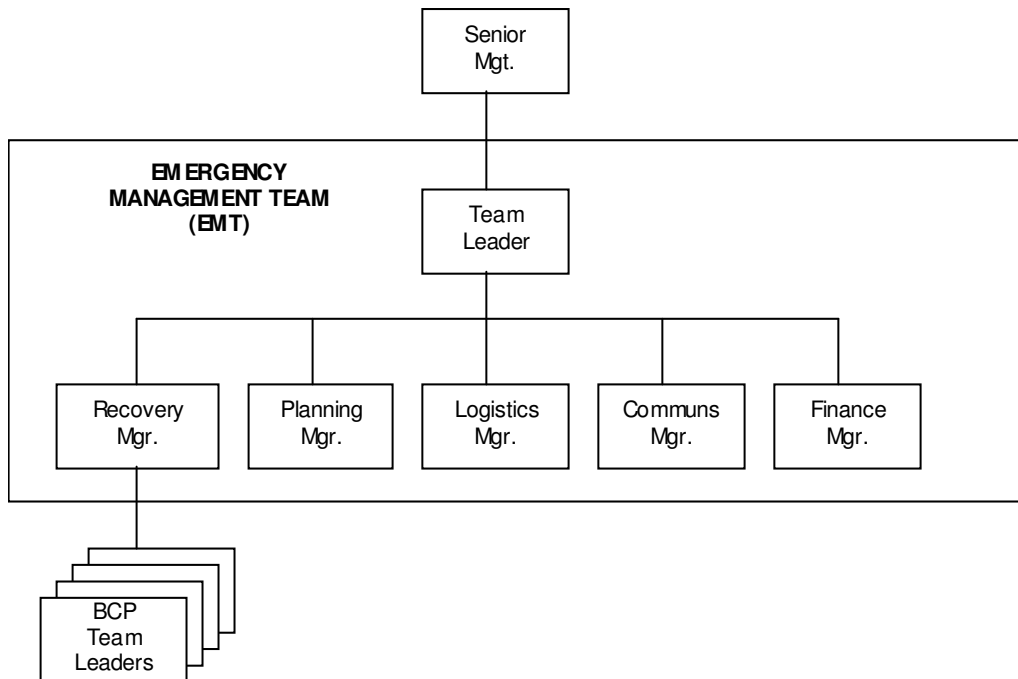 Senior
Mgt.
EMERGENCY
MANAGEMENT TEAM
(EMT)
Team
Leader
Recovery
Mgr.
Planning
Mgr.
Logistics
Mgr.
Communs
Mgr.
Finance
Mgr.
BCP
Team
Leaders